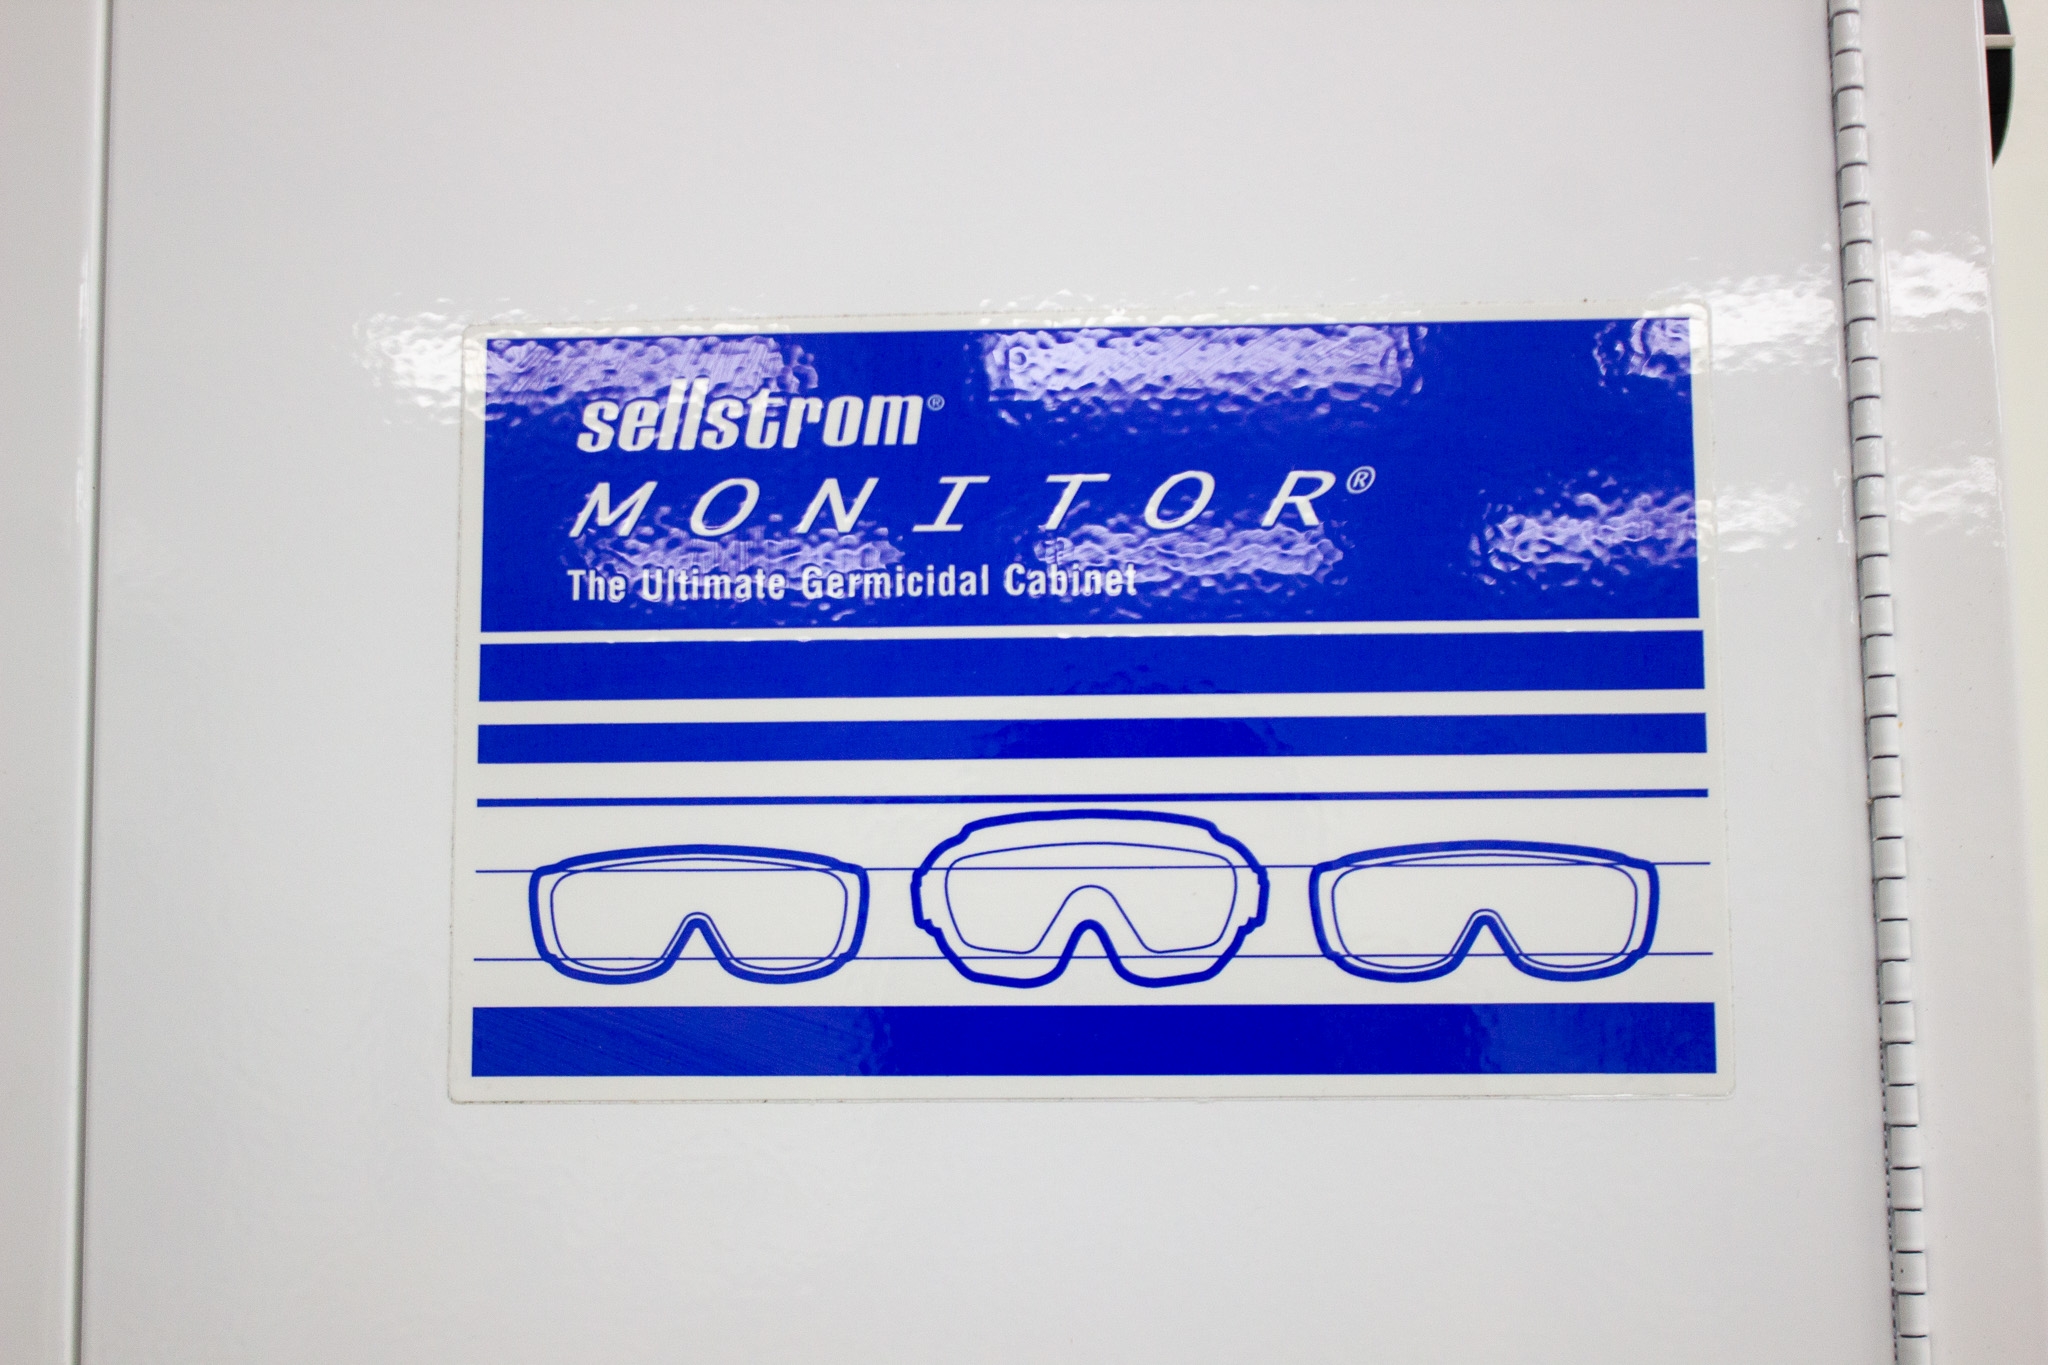 sellstrom®
MONITOR®
The Ultimate Germicidal Cabinet